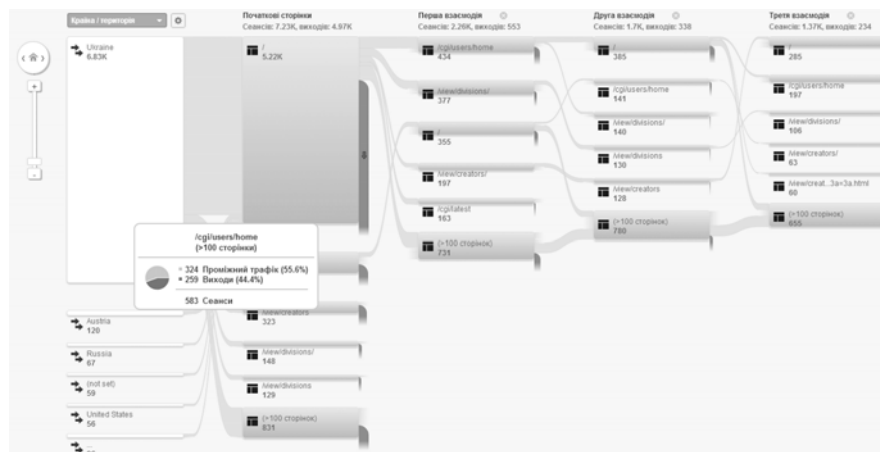 Країна / територія
Початкові сторінки
Сеансів: 7.23K, виходів: 4.97K
Перша взаємодія
Сеансів: 2.26K, виходів: 553
Друга взаємодія
Сеансів: 1.7K, виходів: 338
Третя взаємодія
Сеансів: 1.37K, виходів: 234
Ukraine
6.83K
Austria
120
Russia
67
(not set)
59
United States
56
...
/
5.22K
/cgi/users/home
(>100 сторінки)
324 Проміжний трафік (55.6%)
259 Виходи (44.4%)
583 Сеанси
/view/creators
323
/view/divisions/
148
/view/divisions
129
(>100 сторінок)
831
/cgi/users/home
434
/view/divisions/
377
/
355
/view/creators/
197
/cgi/latest
163
(>100 сторінок)
731
/
385
/cgi/users/home
141
/view/divisions/
140
/view/divisions
130
/view/creators
128
(>100 сторінок)
780
/
285
/cgi/users/home
197
/view/divisions/
106
/view/creators/
63
/view/creat...3a=3a.html
60
(>100 сторінок)
655